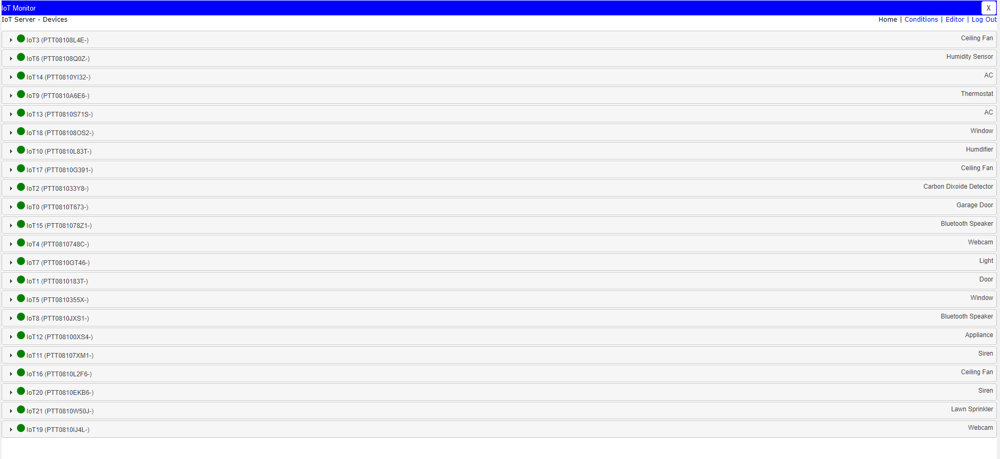 IoT Monitor X
IoT Server - Devices Home | Conditions | Editor | Log Out
IoT3 (PTT08108L4E-) Ceiling Fan
IoT6 (PTT08108Q0Z-) Humidity Sensor
IoT14 (PTT0810YI32-) AC
IoT9 (PTT0810A6E6-) Thermostat
IoT13 (PTT0810S71S-) AC
IoT18 (PTT08108OS2-) Window
IoT10 (PTT0810L83T-) Humdifier
IoT17 (PTT0810G391-) Ceiling Fan
IoT2 (PTT081033Y8-) Carbon Dixoide Detector
IoT0 (PTT0810T673-) Garage Door
IoT15 (PTT081078Z1-) Bluetooth Speaker
IoT4 (PTT0810748C-) Webcam
IoT7 (PTT0810GT46-) Light
IoT1 (PTT0810183T-) Door
IoT5 (PTT0810355X-) Window
IoT8 (PTT0810JXS1-) Bluetooth Speaker
IoT12 (PTT08100XS4-) Appliance
IoT11 (PTT08107XM1-) Siren
IoT16 (PTT0810L2F6-) Ceiling Fan
IoT20 (PTT0810EKB6-) Siren
IoT21 (PTT0810W50J-) Lawn Sprinkler
IoT19 (PTT0810IJ4L-) Webcam